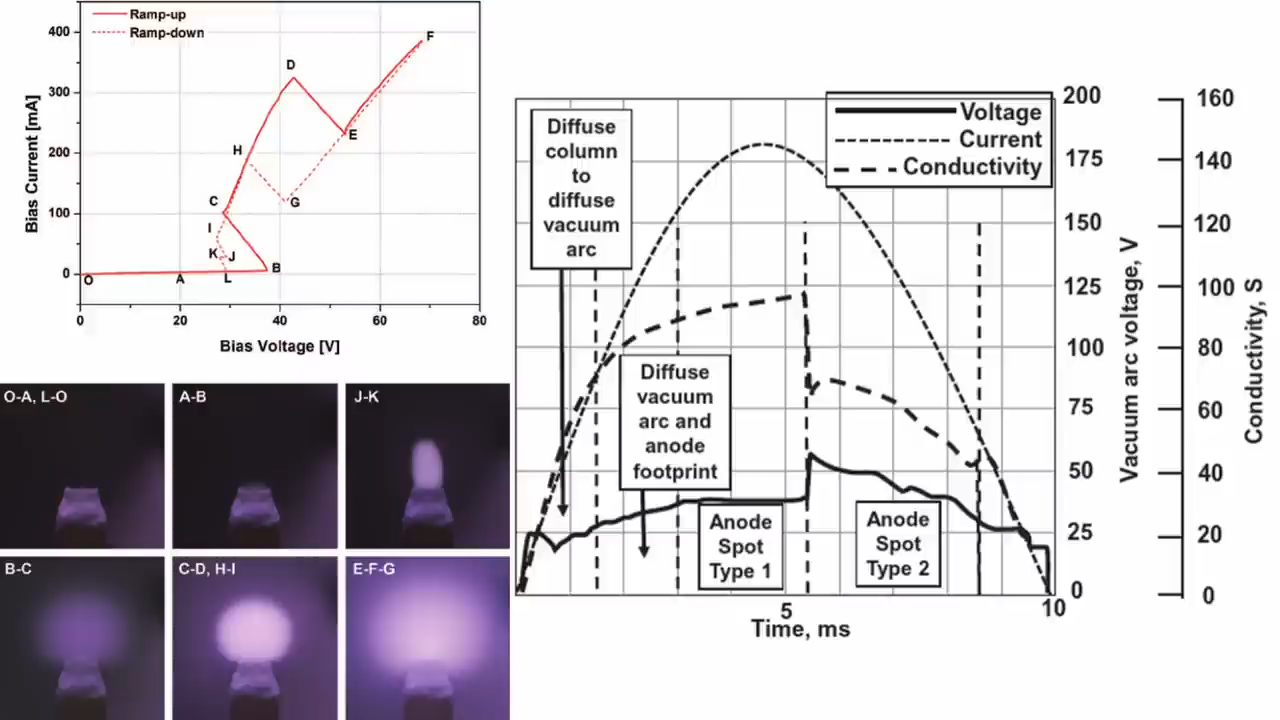 Ramp-up
Ramp-down
400
300
200
100
0
Bias Current [mA]
O
A
B
C
D
E
F
G
H
I
J
K
L
0
20
40
60
80
Bias Voltage [V]
O-A, L-O
A-B
J-K
B-C
C-D, H-I
E-F-G
Diffuse
column
to
diffuse
vacuum
arc
Diffuse
vacuum
arc and
anode
footprint
Anode
Spot
Type 1
Anode
Spot
Type 2
Voltage
Current
Conductivity
5
10
Time, ms
200
175
150
125
100
75
50
25
0
Vacuum arc voltage, V
160
140
120
100
80
60
40
20
0
Conductivity, S